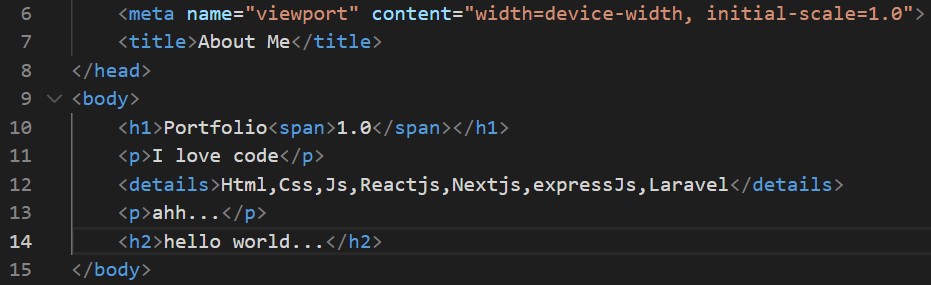 6 <meta name="viewport" content="width=device-width, initial-scale=1.0">
7 <title>About Me</title>
8 </head>
9 <body>
10 <h1>Portfolio<span>1.0</span></h1>
11 <p>I love code</p>
12 <details>Html,Css,Js,Reactjs,Nextjs,expressJs,Laravel</details>
13 <p>ahh...</p>
14 <h2>hello world...</h2>
15 </body>